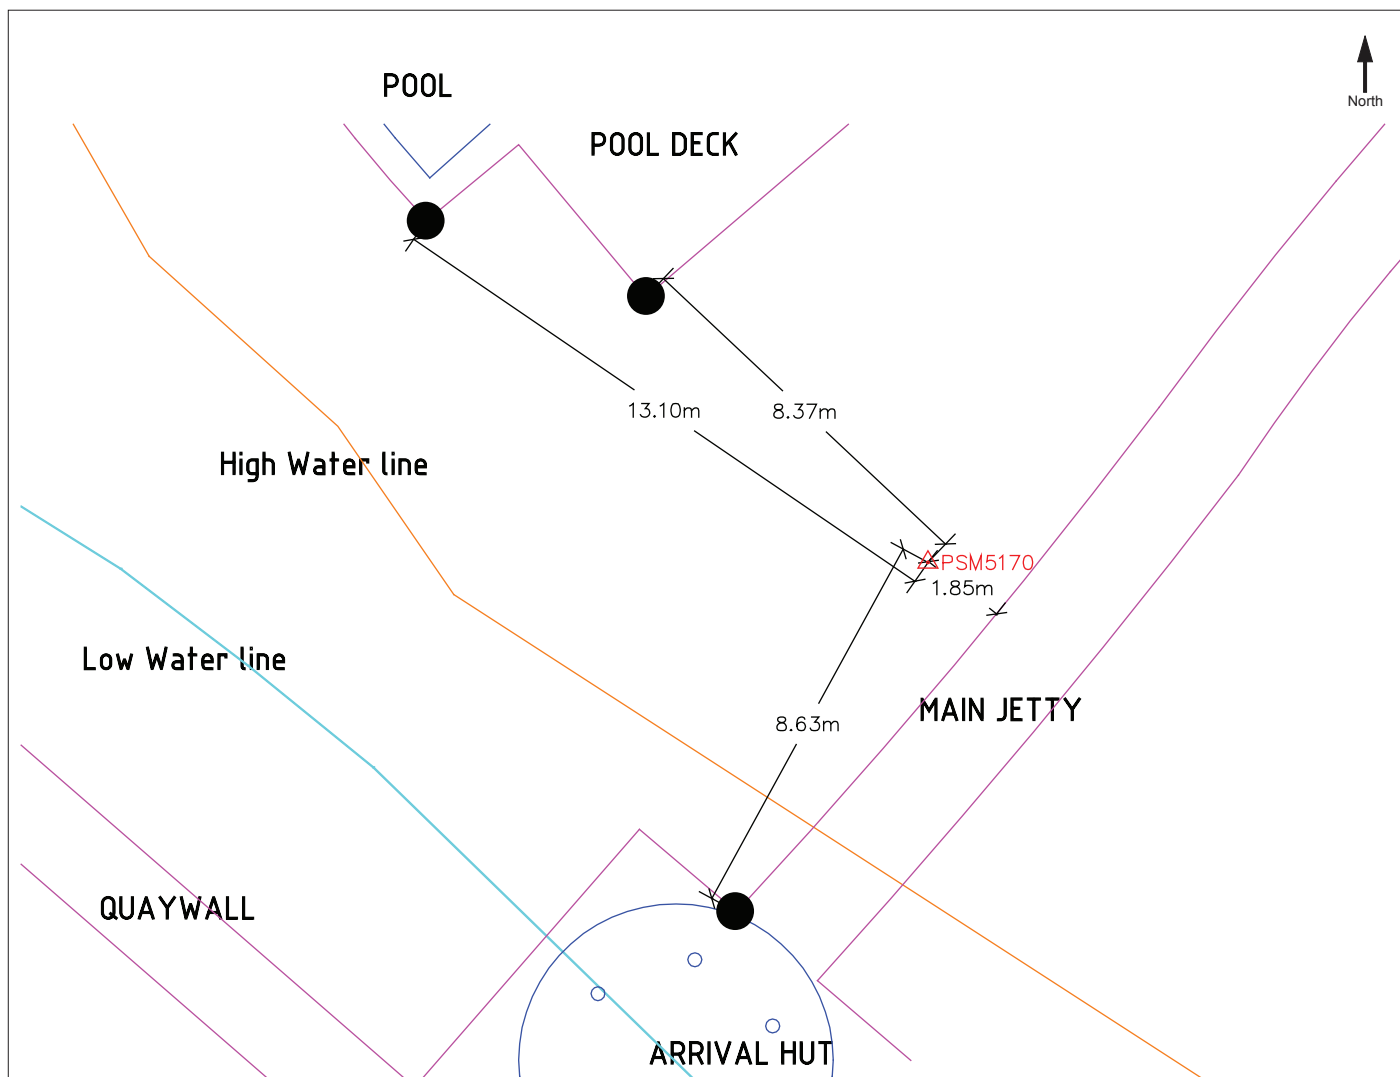 POOL
North
POOL DECK
13.10m
8.37m
High Water line
PSM5170
1.85m
Low Water line
MAIN JETTY
8.63m
QUAYWALL
ARRIVAL HUT